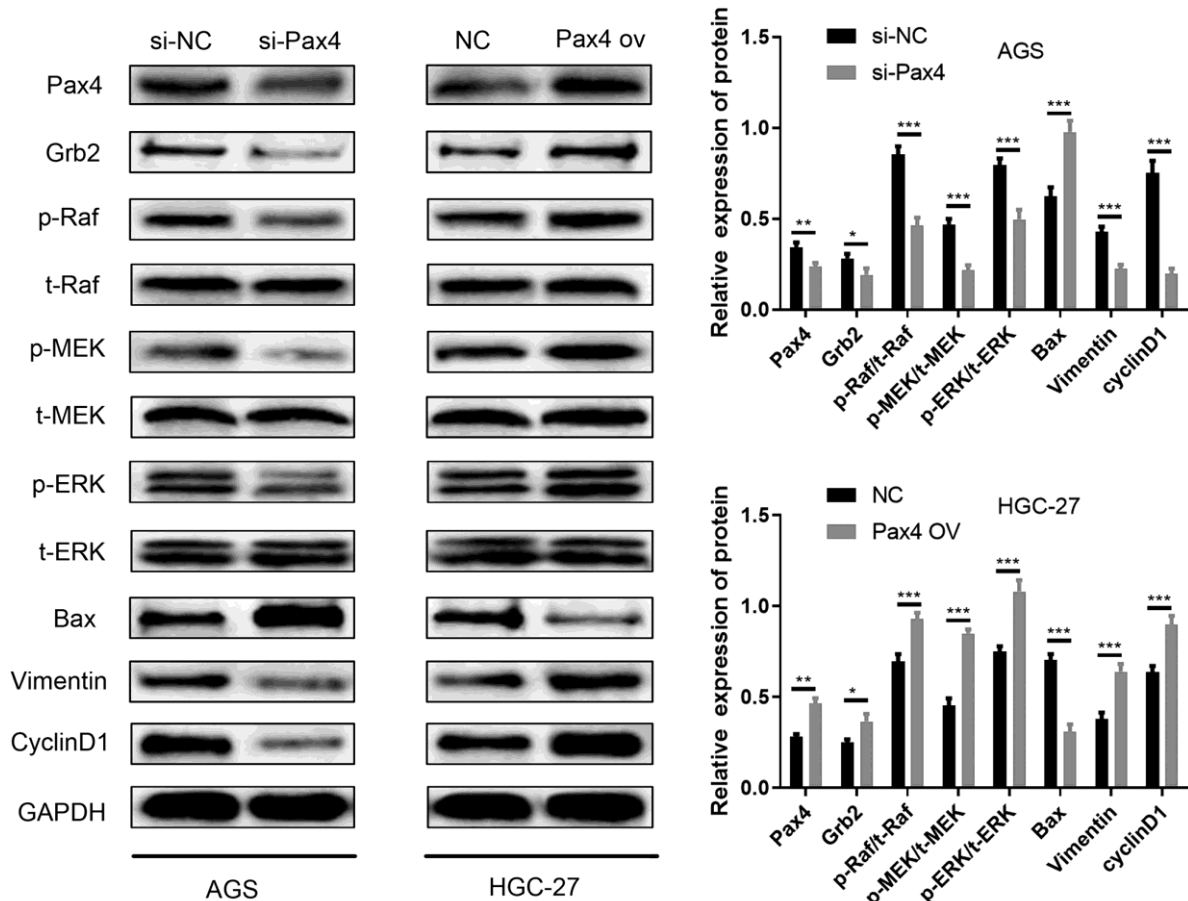 si-NC si-Pax4 NC Pax4 ov
Pax4
Grb2
p-Raf
t-Raf
p-MEK
t-MEK
p-ERK
t-ERK
Bax
Vimentin
CyclinD1
GAPDH
AGS HGC-27
Relative expression of protein
1.5
1.0
0.5
0.0
si-NC
si-Pax4
AGS
** * *** *** *** *** *** ***
Pax4 Grb2 p-Raf/t-Raf p-MEK/t-MEK p-ERK/t-ERK Bax Vimentin cyclinD1
Relative expression of protein
1.5
1.0
0.5
0.0
NC
Pax4 OV
HGC-27
** * *** *** *** *** *** ***
Pax4 Grb2 p-Raf/t-Raf p-MEK/t-MEK p-ERK/t-ERK Bax Vimentin cyclinD1